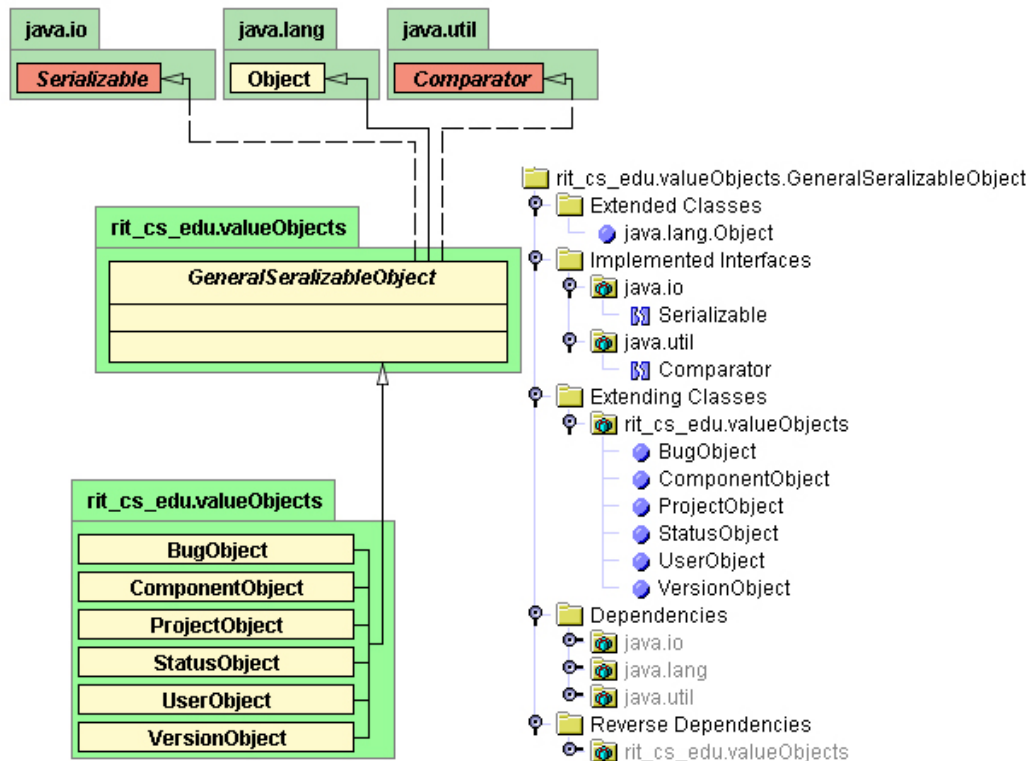 java.io
java.lang
java.util
Serializable
Object
Comparator
rit_cs_edu.valueObjects
GeneralSeralizableObject
rit_cs_edu.valueObjects
BugObject
ComponentObject
ProjectObject
StatusObject
UserObject
VersionObject
rit_cs_edu.valueObjects.GeneralSeralizableObject
Extended Classes
java.lang.Object
Implemented Interfaces
java.io
Serializable
java.util
Comparator
Extending Classes
rit_cs_edu.valueObjects
BugObject
ComponentObject
ProjectObject
StatusObject
UserObject
VersionObject
Dependencies
java.io
java.lang
java.util
Reverse Dependencies
rit_cs_edu.valueObjects